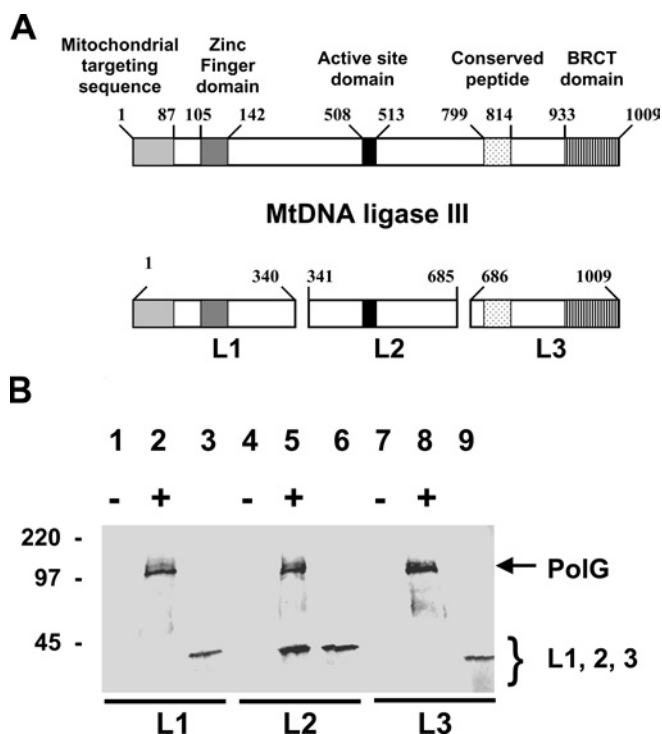 A
Mitochondrial targeting sequence
Zinc Finger domain
Active site domain
Conserved peptide
BRCT domain
1 87 105 142 508 513 799 814 933 1009
MtDNA ligase III
1 340 341 685 686 1009
L1 L2 L3
B
1 2 3 4 5 6 7 8 9
- + - + - +
220 -
97 -
PolG
45 -
L1, 2, 3
L1 L2 L3